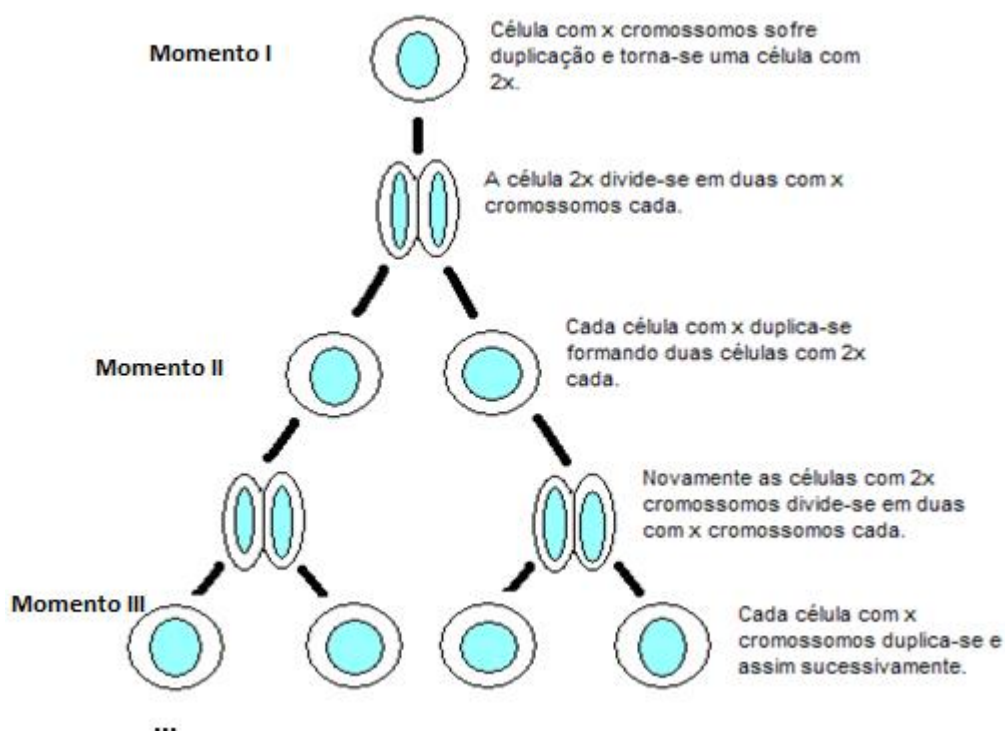 Momento I
Célula com x cromossomos sofre
duplicação e torna-se uma célula com
2x.
A célula 2x divide-se em duas com x
cromossomos cada.
Momento II
Cada célula com x duplica-se
formando duas células com 2x
cada.
Novamente as células com 2x
cromossomos divide-se em duas
com x cromossomos cada.
Momento III
Cada célula com x
cromossomos duplica-se e
assim sucessivamente.
...